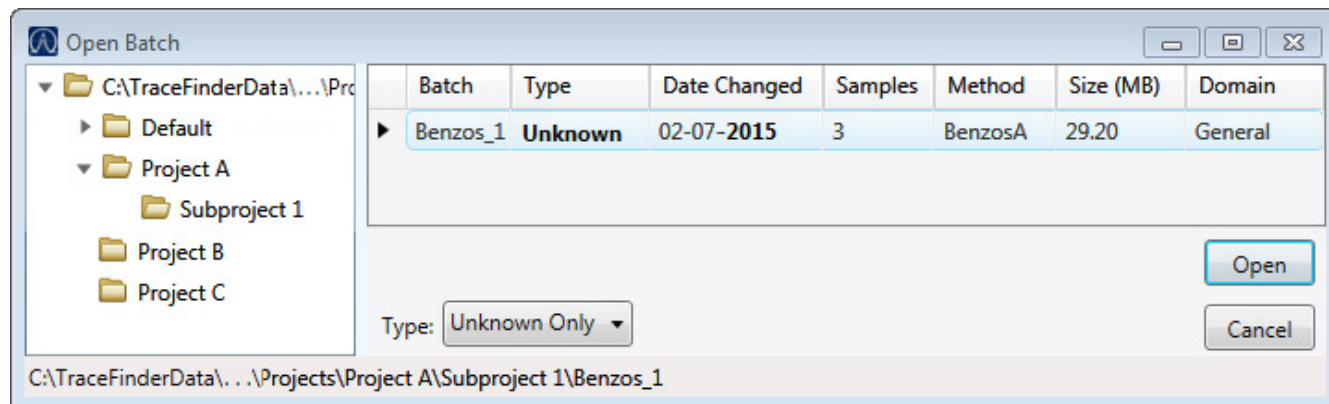 Open Batch
C:\TraceFinderData\...\Prc
Default
Project A
Subproject 1
Project B
Project C
Batch Type Date Changed Samples Method Size (MB) Domain
Benzos_1 Unknown 02-07-2015 3 BenzosA 29.20 General
Open
Type: Unknown Only
Cancel
C:\TraceFinderData\. . .\Projects\Project A\Subproject 1\Benzos_1